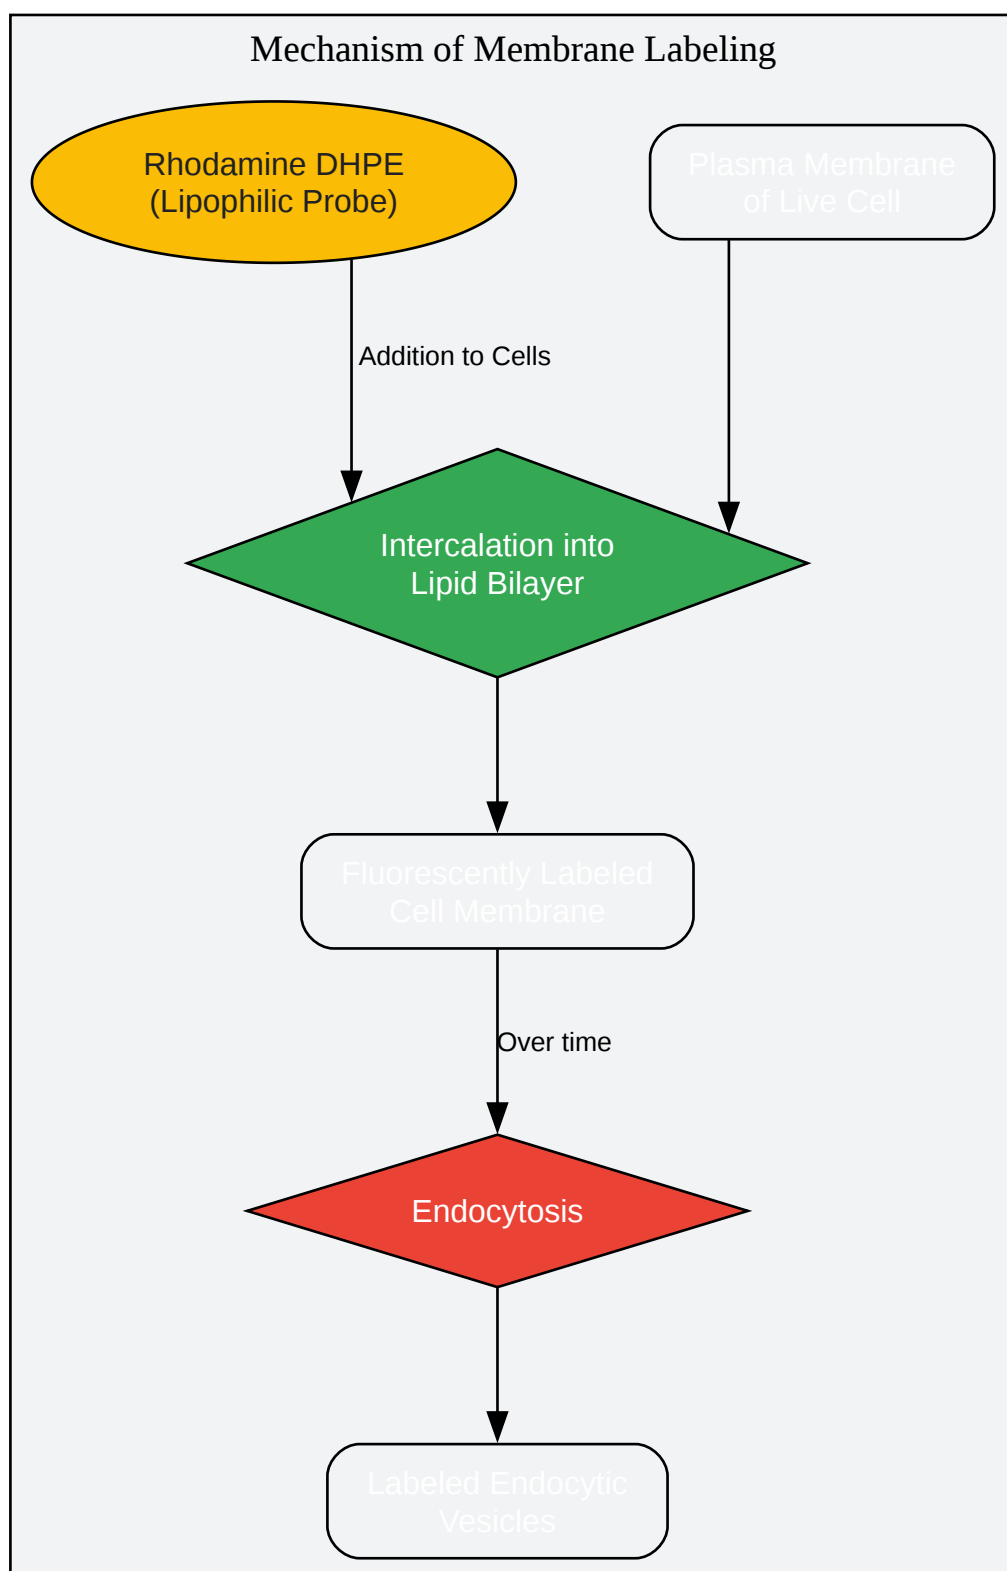 Mechanism of Membrane Labeling
Rhodamine DHPE
(Lipophilic Probe)
Plasma Membrane
of Live Cell
Addition to Cells
Intercalation into
Lipid Bilayer
Fluorescently Labeled
Cell Membrane
Over time
Endocytosis
Labeled Endocytic
Vesicles